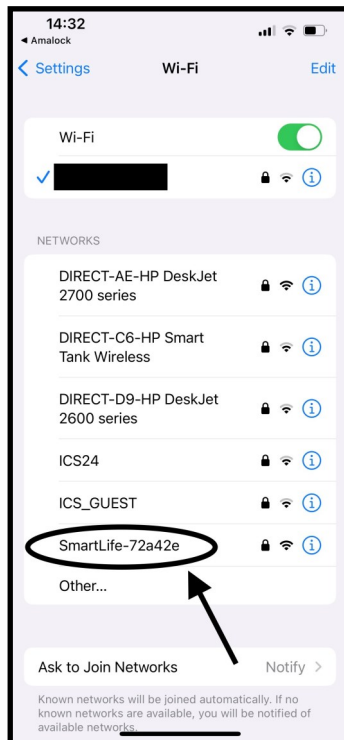 14:32
◀ Amalock
Settings
Wi-Fi
Edit
Wi-Fi
NETWORKS
DIRECT-AE-HP DeskJet
2700 series
DIRECT-C6-HP Smart
Tank Wireless
DIRECT-D9-HP DeskJet
2600 series
ICS24
ICS_GUEST
SmartLife-72a42e
Other...
Ask to Join Networks
Notify
Known networks will be joined automatically. If no
known networks are available, you will be notified of
available networks.